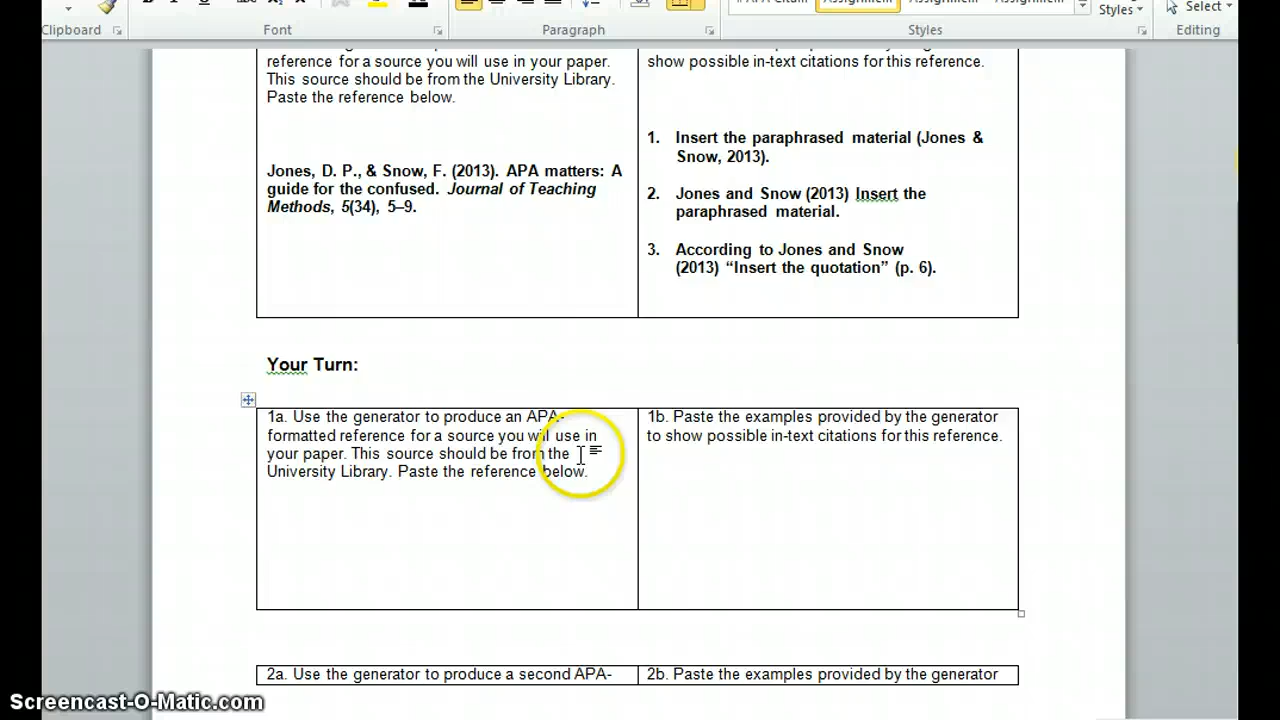 Clipboard
Font
Paragraph
Styles
Styles
Select
Editing
reference for a source you will use in your paper.
This source should be from the University Library.
Paste the reference below.
show possible in-text citations for this reference.
Jones, D. P., & Snow, F. (2013). APA matters: A
guide for the confused. Journal of Teaching
Methods, 5(34), 5–9.
1. Insert the paraphrased material (Jones &
Snow, 2013).
2. Jones and Snow (2013) Insert the
paraphrased material.
3. According to Jones and Snow
(2013) “Insert the quotation” (p. 6).
Your Turn:
1a. Use the generator to produce an APA-
formatted reference for a source you will use in
your paper. This source should be from the
University Library. Paste the reference below.
1b. Paste the examples provided by the generator
to show possible in-text citations for this reference.
2a. Use the generator to produce a second APA-
2b. Paste the examples provided by the generator
Screencast-O-Matic.com